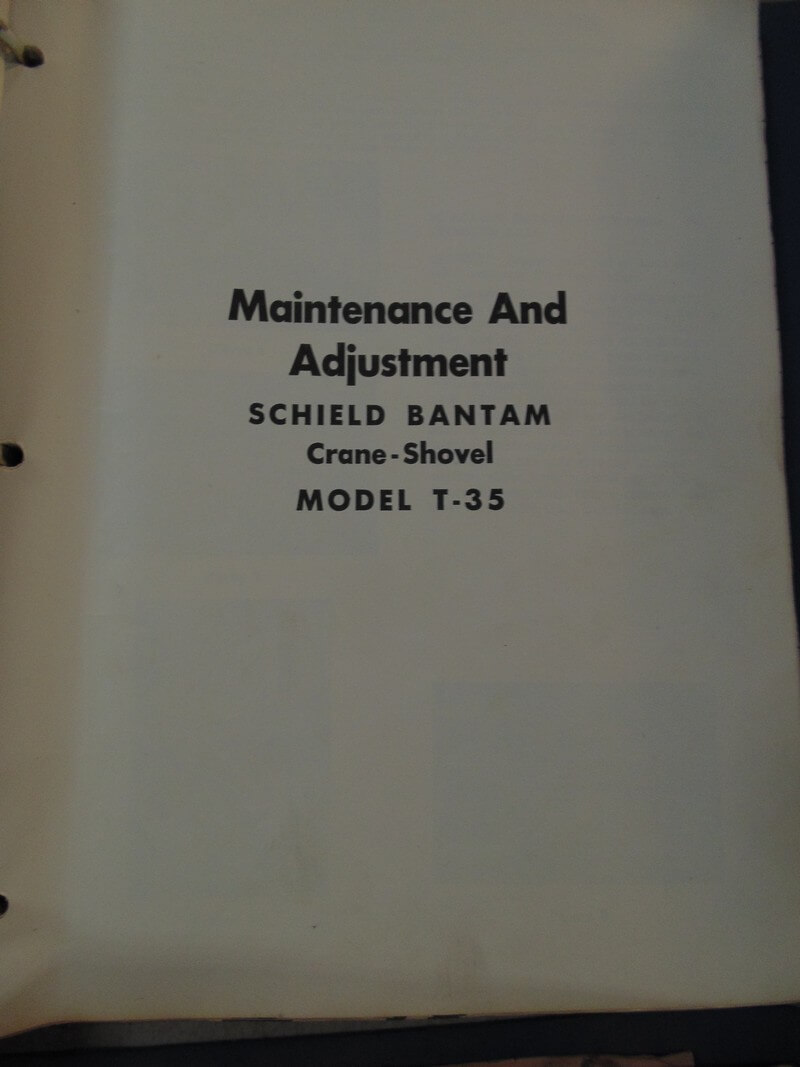 Maintenance And
Adjustment
SCHIELD BANTAM
Crane-Shovel
MODEL T-35